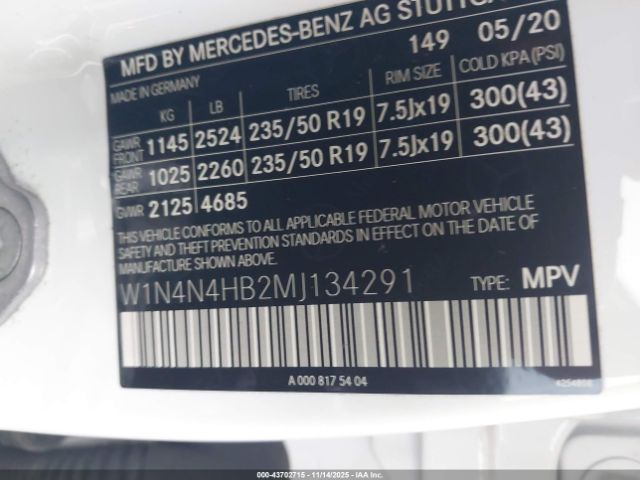 MFD BY MERCEDES-BENZ AG
149 05/20
MADE IN GERMANY
KG LB TIRES RIM SIZE COLD KPA (PSI)
GAWR FRONT 1145 2524 235/50 R19 7.5Jx19 300(43)
GAWR REAR 1025 2260 235/50 R19 7.5Jx19 300(43)
GVWR 2125 4685
THIS VEHICLE CONFORMS TO ALL APPLICABLE FEDERAL MOTOR VEHICLE
SAFETY AND THEFT PREVENTION STANDARDS IN EFFECT ON THE DATE OF
MANUFACTURE SHOWN ABOVE.
W1N4N4HB2MJ134291 TYPE: MPV
A 000 817 54 04
000-43702715 - 11/14/2025 - IAAI.com